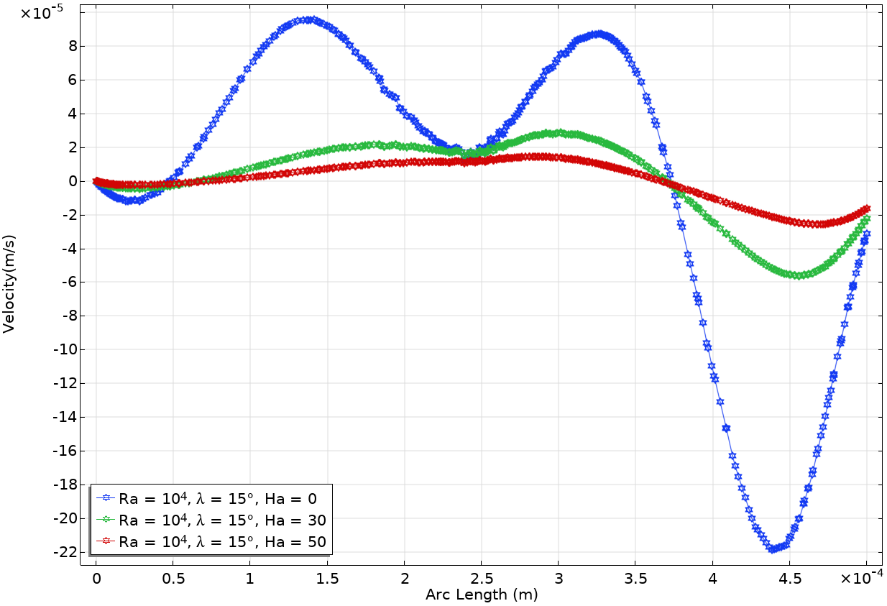 ×10⁻⁵
8
6
4
2
0
-2
-4
-6
-8
-10
-12
-14
-16
-18
-20
-22
Velocity(m/s)
Ra = 10⁴, λ = 15°, Ha = 0
Ra = 10⁴, λ = 15°, Ha = 30
Ra = 10⁴, λ = 15°, Ha = 50
0 0.5 1 1.5 2 2.5 3 3.5 4 4.5 ×10⁻⁴
Arc Length (m)